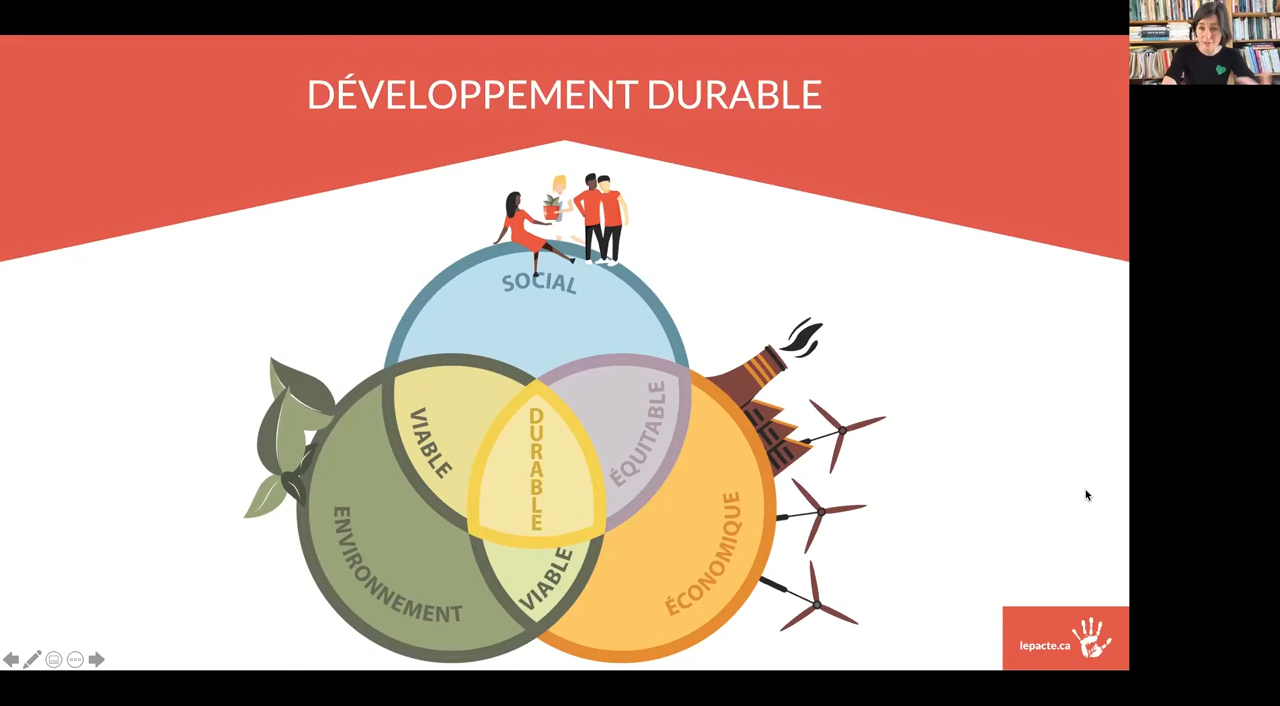 DÉVELOPPEMENT DURABLE
SOCIAL
VIABLE
DURABLE
ÉQUITABLE
ENVIRONNEMENT
VIABLE
ÉCONOMIQUE
lepacte.ca